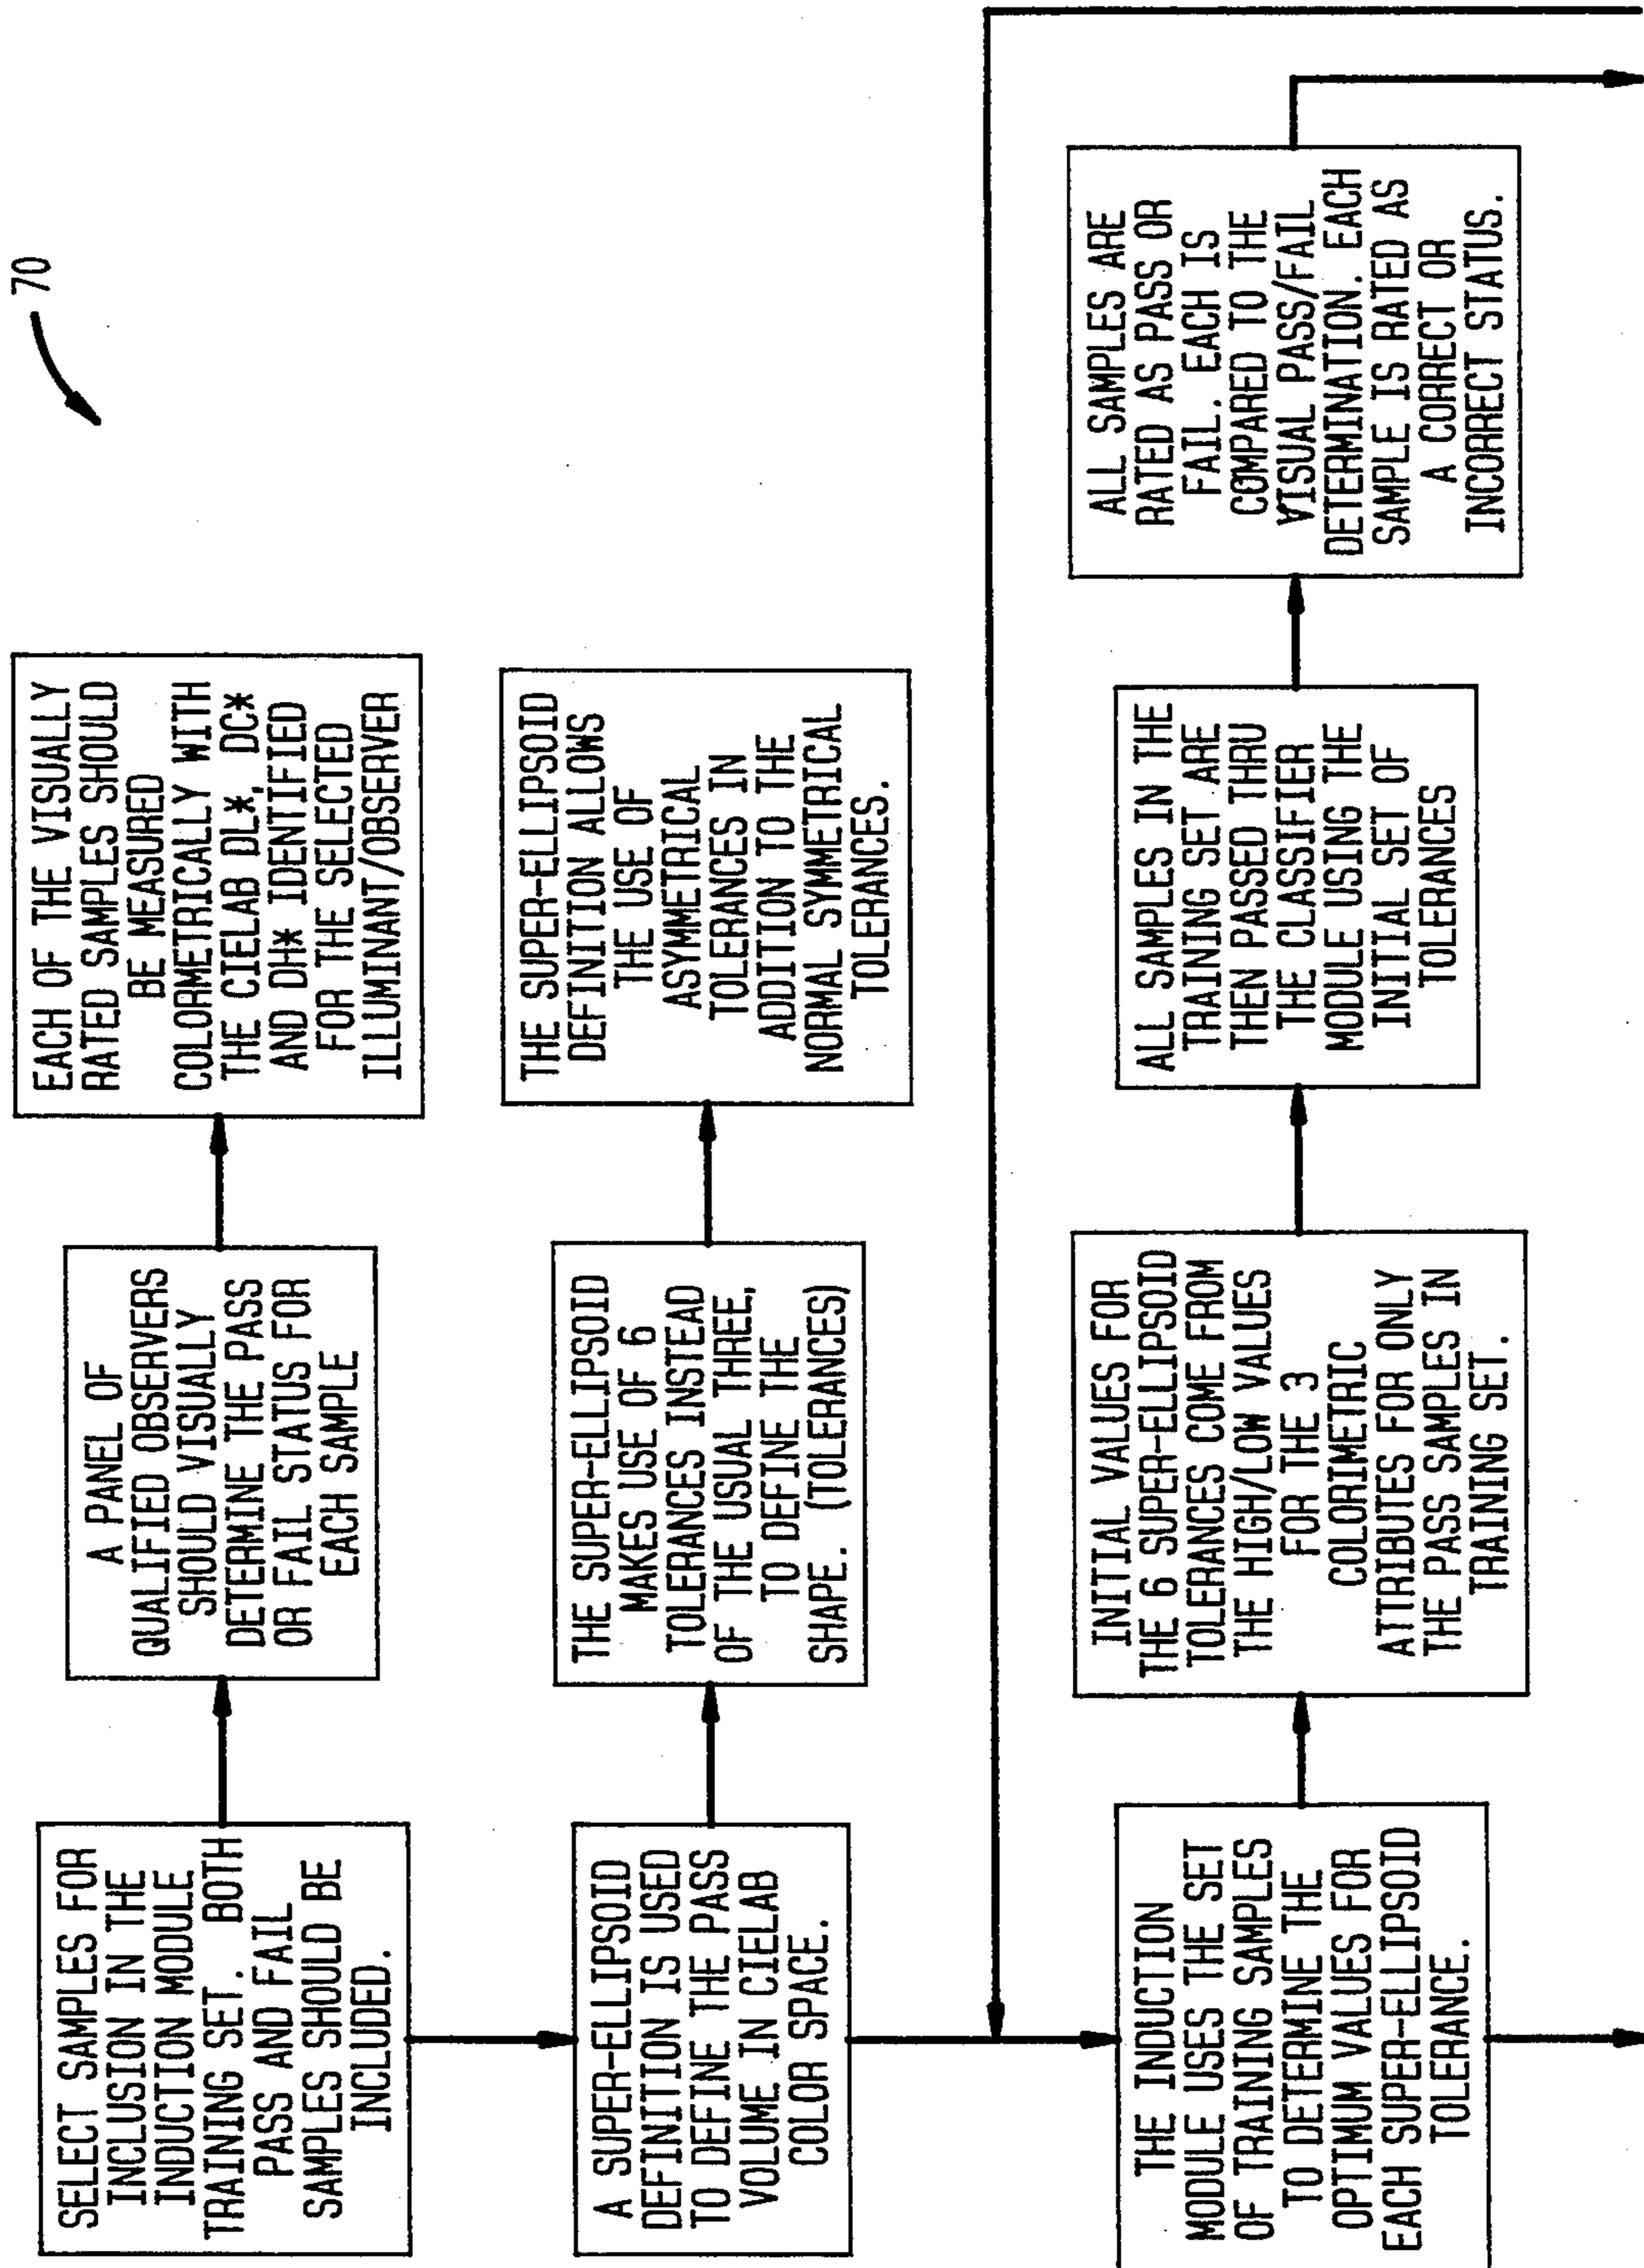 70
SELECT SAMPLES FOR
INCLUSION IN THE
INDUCTION MODULE
TRAINING SET. BOTH
PASS AND FAIL
SAMPLES SHOULD BE
INCLUDED.
A PANEL OF
QUALIFIED OBSERVERS
SHOULD VISUALLY
DETERMINE THE PASS
OR FAIL STATUS FOR
EACH SAMPLE
EACH OF THE VISUALLY
RATED SAMPLES SHOULD
BE MEASURED
COLORMETRICALLY WITH
THE CIELAB DL*, DC*
AND DH* IDENTIFIED
FOR THE SELECTED
ILLUMINANT/OBSERVER
A SUPER-ELLIPSOID
DEFINITION IS USED
TO DEFINE THE PASS
VOLUME IN CIELAB
COLOR SPACE.
THE SUPER-ELLIPSOID
MAKES USE OF 6
TOLERANCES INSTEAD
OF THE USUAL THREE,
TO DEFINE THE
SHAPE. (TOLERANCES)
THE SUPER-ELLIPSOID
DEFINITION ALLOWS
THE USE OF
ASYMETRICAL
TOLERANCES IN
ADDITION TO THE
NORMAL SYMETRICAL
TOLERANCES.
THE INDUCTION
MODULE USES THE SET
OF TRAINING SAMPLES
TO DETERMINE THE
OPTIMUM VALUES FOR
EACH SUPER-ELLIPSOID
TOLERANCE.
INITIAL VALUES FOR
THE 6 SUPER-ELLIPSOID
TOLERANCES COME FROM
THE HIGH/LOW VALUES
FOR THE 3
COLORIMETRIC
ATTRIBUTES FOR ONLY
THE PASS SAMPLES IN
TRAINING SET.
ALL SAMPLES IN THE
TRAINING SET ARE
THEN PASSED THRU
THE CLASSIFIER
MODULE USING THE
INITIAL SET OF
TOLERANCES
ALL SAMPLES ARE
RATED AS PASS OR
FAIL. EACH IS
COMPARED TO THE
VISUAL PASS/FAIL
DETERMINATION. EACH
SAMPLE IS RATED AS
A CORRECT OR
INCORRECT STATUS.